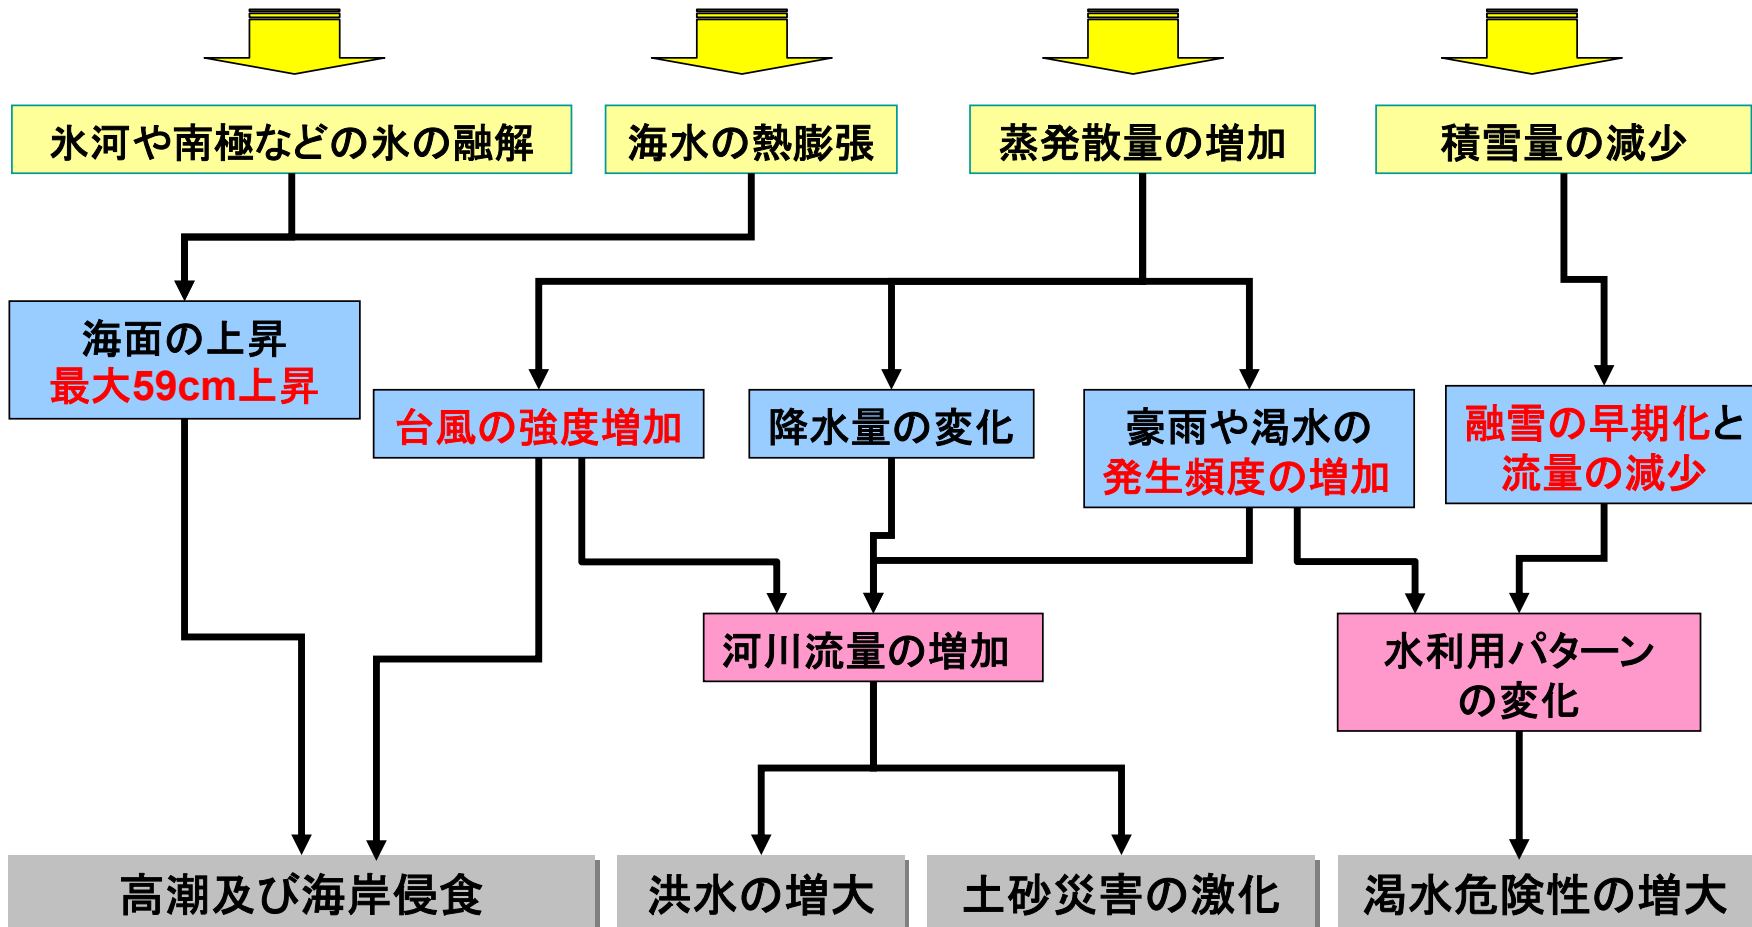 氷河や南極などの氷の融解
海水の熱膨張
蒸発散量の増加
積雪量の減少
海面の上昇
最大59cm上昇
台風の強度増加
降水量の変化
豪雨や渇水の
発生頻度の増加
融雪の早期化と
流量の減少
河川流量の増加
水利用パターン
の変化
高潮及び海岸侵食
洪水の増大
土砂災害の激化
渇水危険性の増大